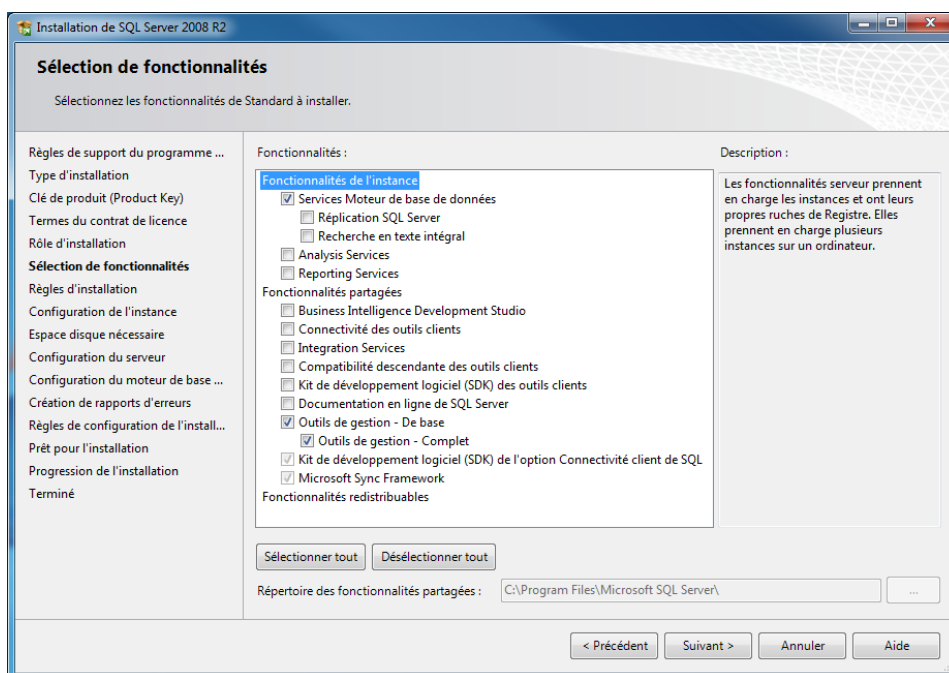 Installation de SQL Server 2008 R2
Sélection de fonctionnalités
Sélectionnez les fonctionnalités de Standard à installer.
Règles de support du programme ...
Type d'installation
Clé de produit (Product Key)
Termes du contrat de licence
Rôle d'installation
Sélection de fonctionnalités
Règles d'installation
Configuration de l'instance
Espace disque nécessaire
Configuration du serveur
Configuration du moteur de base ...
Création de rapports d'erreurs
Règles de configuration de l'install...
Prêt pour l'installation
Progression de l'installation
Terminé
Fonctionnalités :
Fonctionnalités de l'instance
Services Moteur de base de données
Réplication SQL Server
Recherche en texte intégral
Analysis Services
Reporting Services
Fonctionnalités partagées
Business Intelligence Development Studio
Connectivité des outils clients
Integration Services
Compatibilité descendante des outils clients
Kit de développement logiciel (SDK) des outils clients
Documentation en ligne de SQL Server
Outils de gestion - De base
Outils de gestion - Complet
Kit de développement logiciel (SDK) de l'option Connectivité client de SQL
Microsoft Sync Framework
Fonctionnalités redistribuables
Description :
Les fonctionnalités serveur prennent
en charge les instances et ont leurs
propres ruches de Registre. Elles
prennent en charge plusieurs
instances sur un ordinateur.
Sélectionner tout
Désélectionner tout
Répertoire des fonctionnalités partagées :
C:\Program Files\Microsoft SQL Server\
...
< Précédent
Suivant >
Annuler
Aide